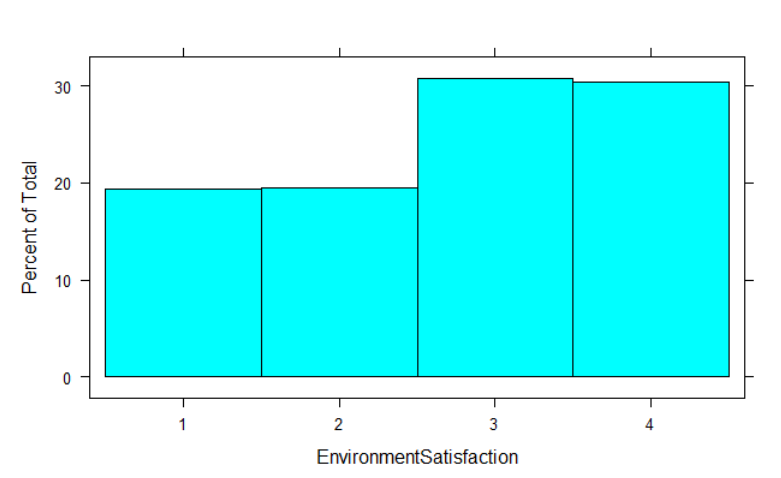 30
20
10
0
Percent of Total
1 2 3 4
EnvironmentSatisfaction